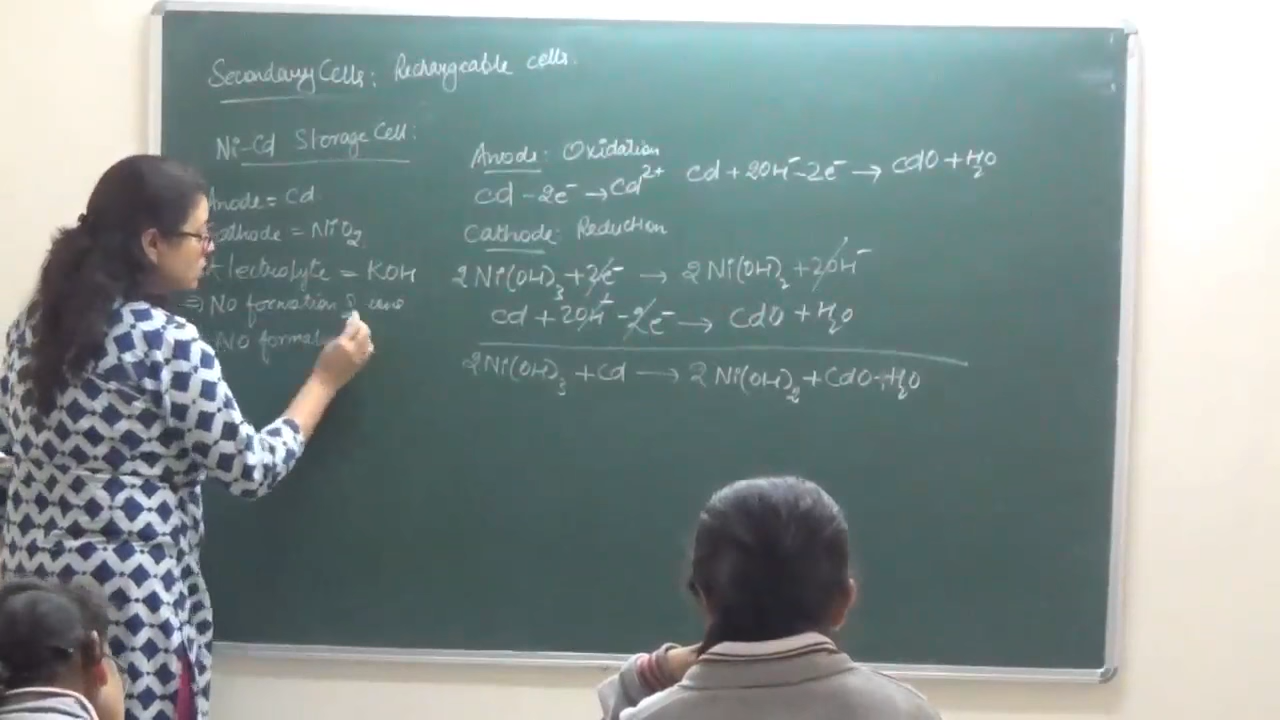 Secondary Cells: Rechargeable cells.
Ni-Cd Storage Cell:
Anode = Cd
Cathode = NiO₂
Electrolyte = KOH
⇒ No formation of
No
Anode: Oxidation
Cd - 2e⁻ → Cd²⁺
Cd + 2OH⁻ - 2e⁻ → CdO + H₂O
Cathode: Reduction
2Ni(OH)₃ + 2e⁻ → 2Ni(OH)₂ + 2OH⁻
Cd + 2OH⁻ - 2e⁻ → CdO + H₂O
2Ni(OH)₃ + Cd → 2Ni(OH)₂ + CdO + H₂O